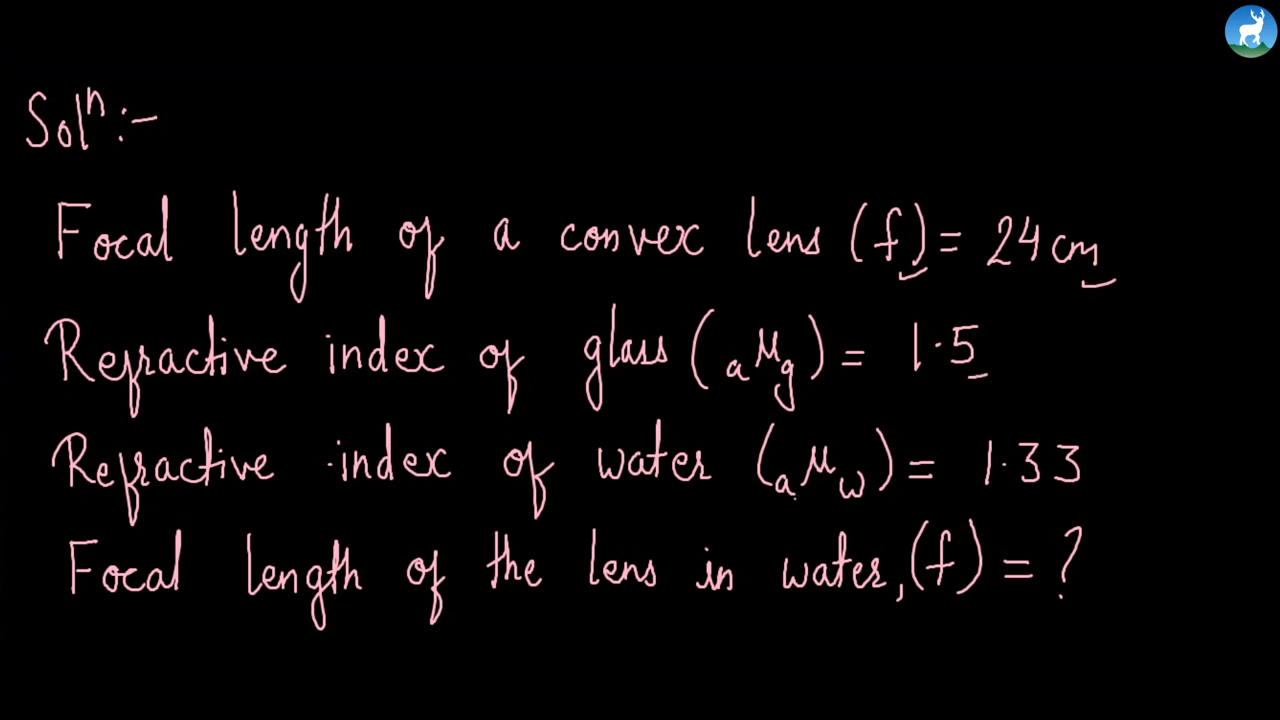 Solⁿ :-
Focal length of a convex lens (f) = 24 cm
Refractive index of glass (ₐμg) = 1.5
Refractive index of water (ₐμw) = 1.33
Focal length of the lens in water, (f) = ?